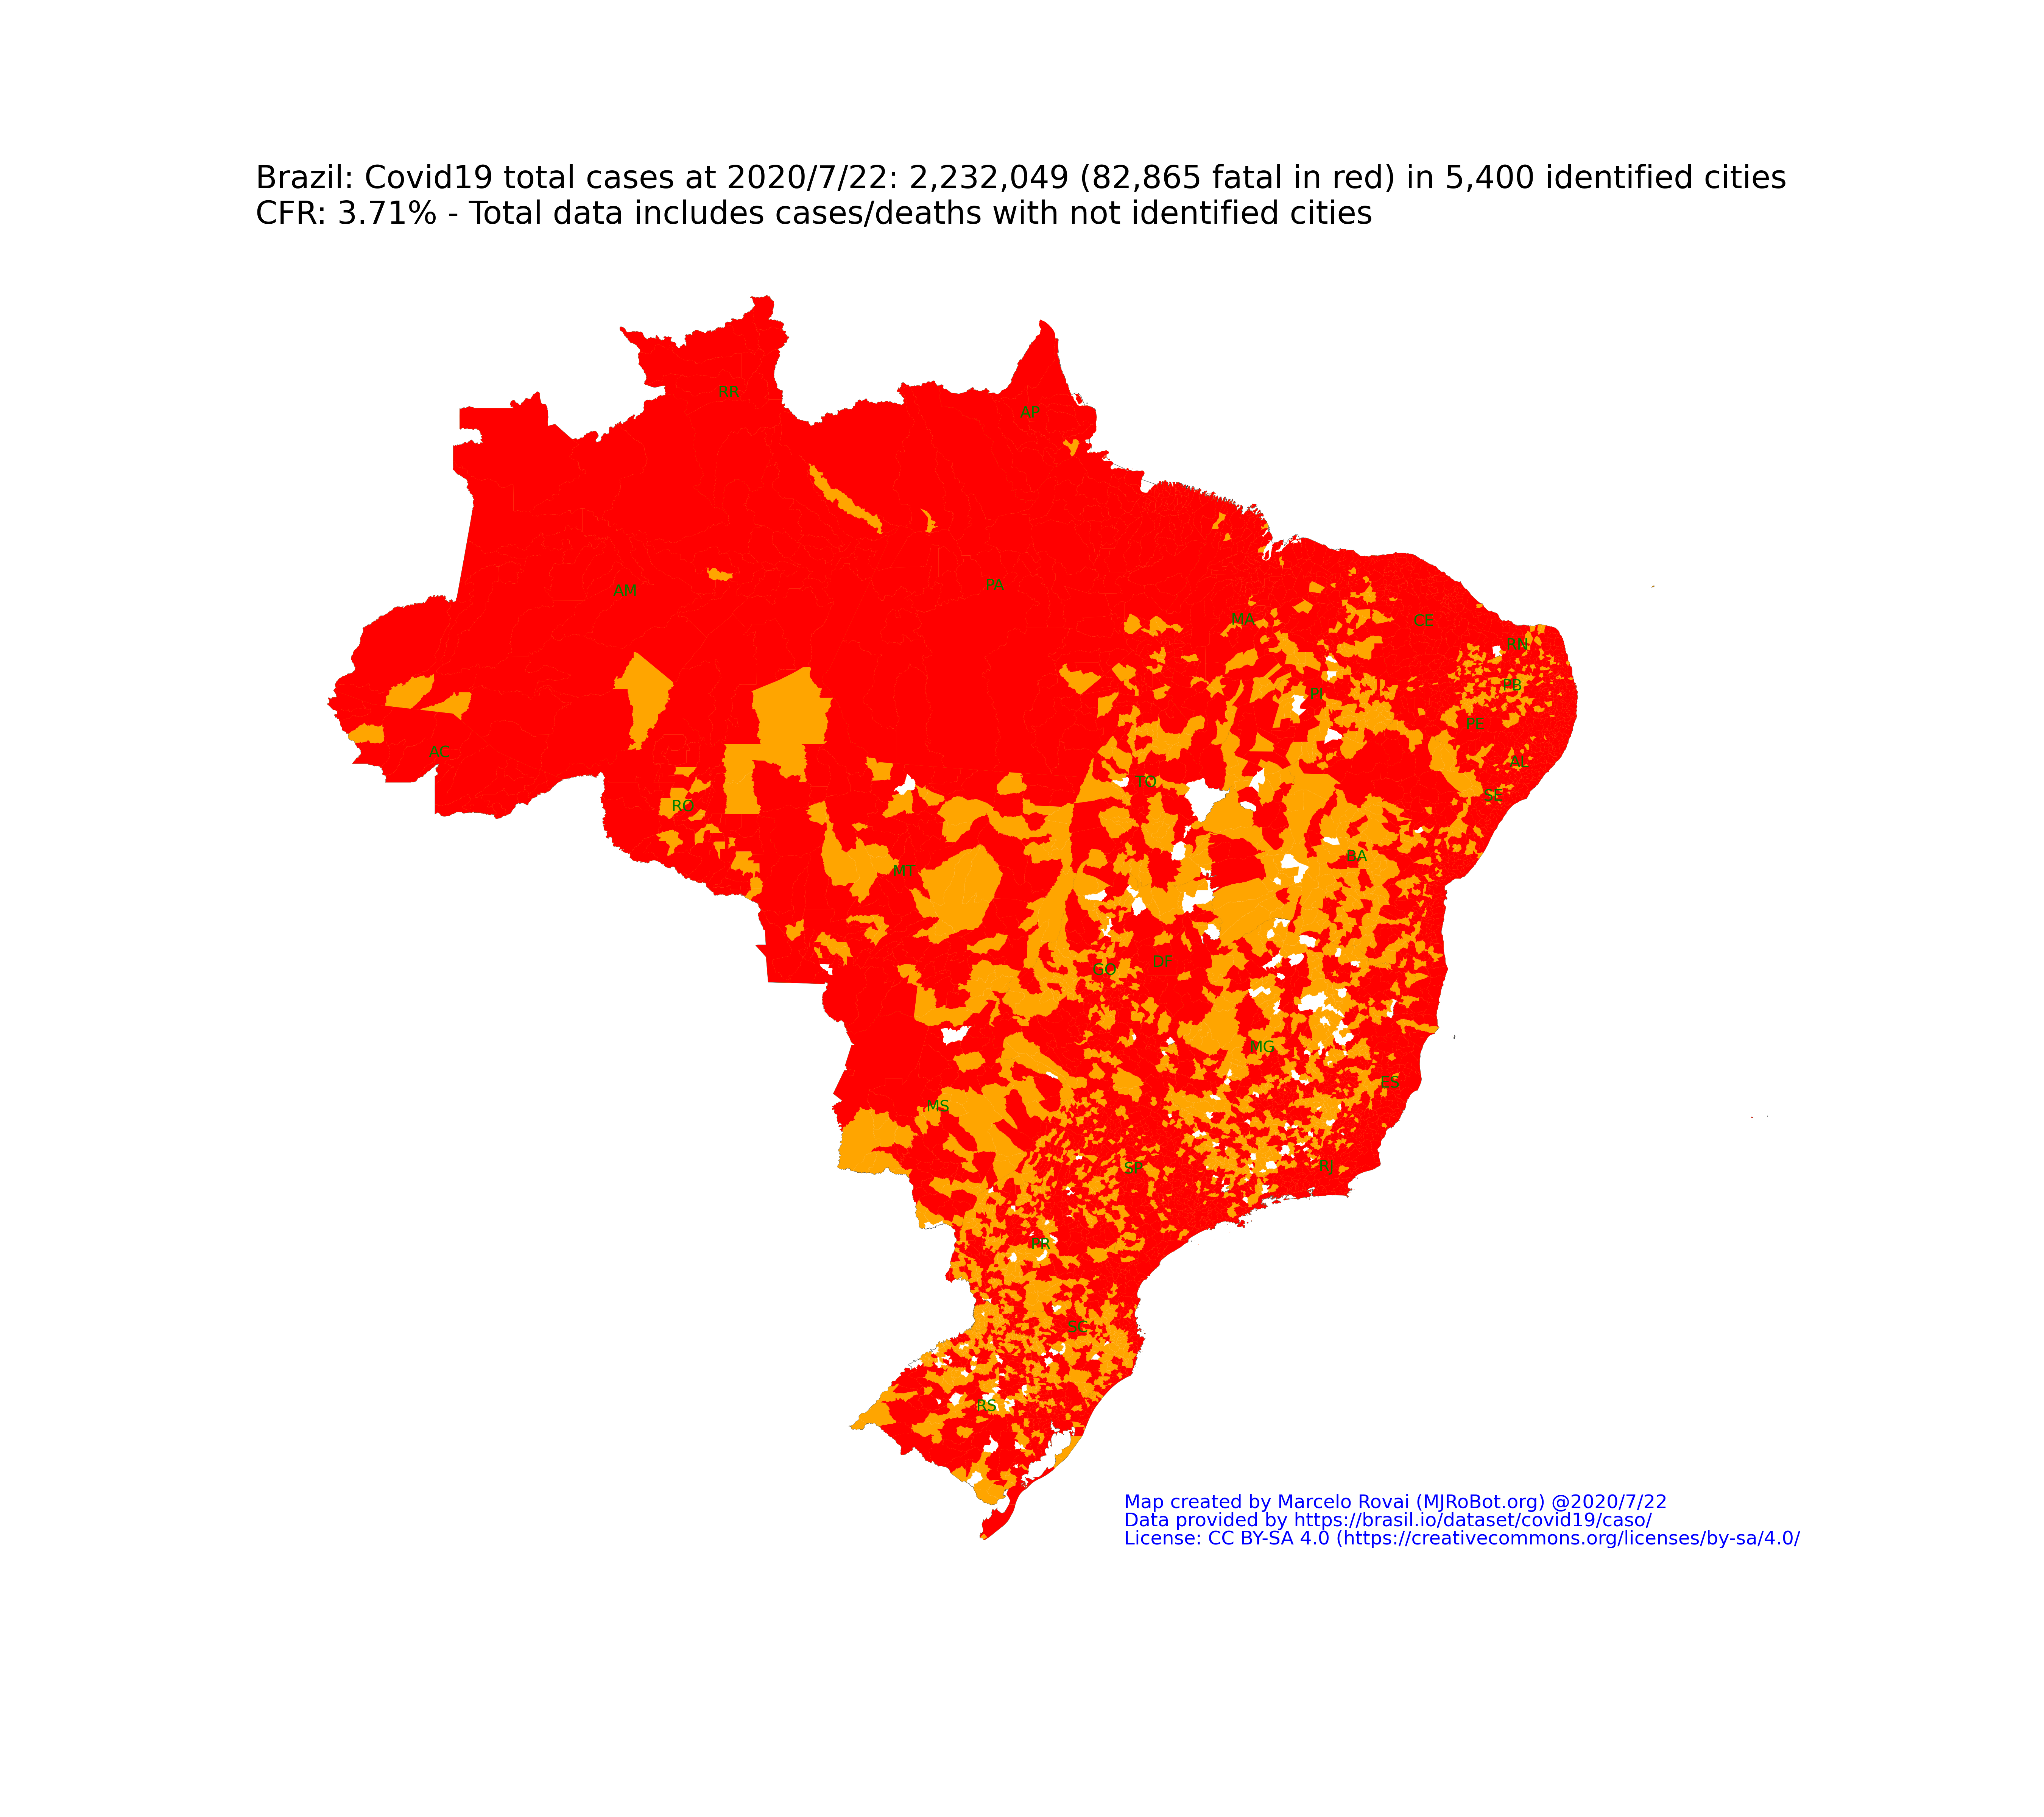 Brazil: Covid19 total cases at 2020/7/22: 2,232,049 (82,865 fatal in red) in 5,400 identified cities
CFR: 3.71% - Total data includes cases/deaths with not identified cities
RR
AP
AM
PA
MA
CE
RN
PB
PI
PE
AC
AL
TO
SE
RO
BA
MT
DF
GO
MG
ES
MS
RJ
SP
PR
SC
RS
Map created by Marcelo Rovai (MJRoBot.org) @2020/7/22
Data provided by https://brasil.io/dataset/covid19/caso/
License: CC BY-SA 4.0 (https://creativecommons.org/licenses/by-sa/4.0/